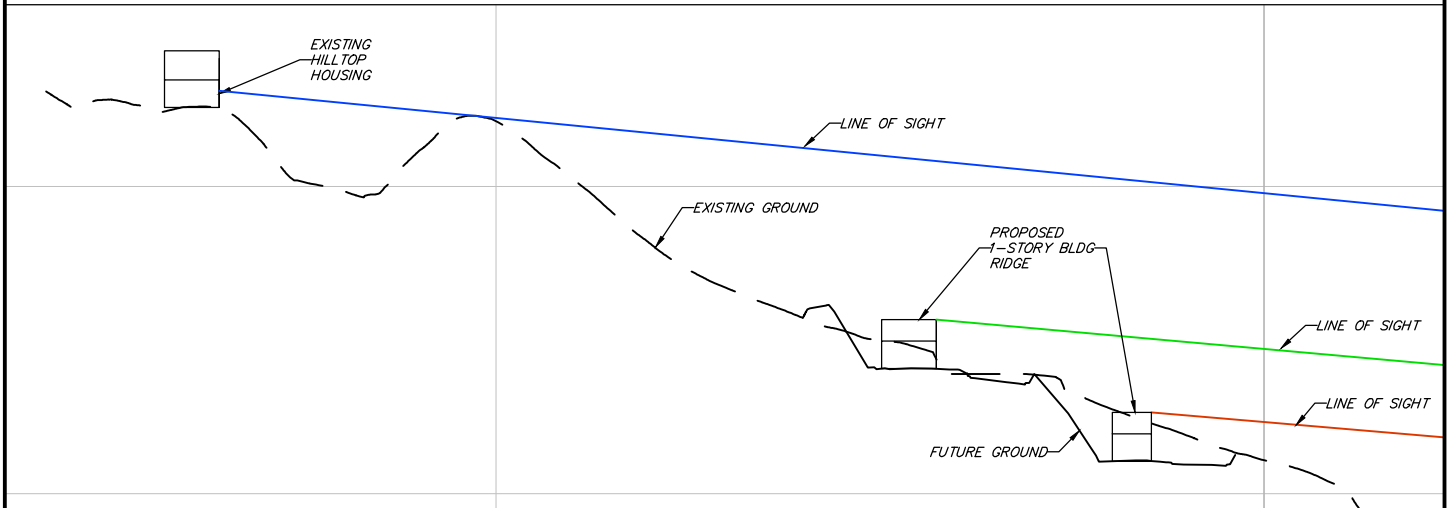 EXISTING
HILLTOP
HOUSING
LINE OF SIGHT
EXISTING GROUND
PROPOSED
1-STORY BLDG
RIDGE
LINE OF SIGHT
LINE OF SIGHT
FUTURE GROUND